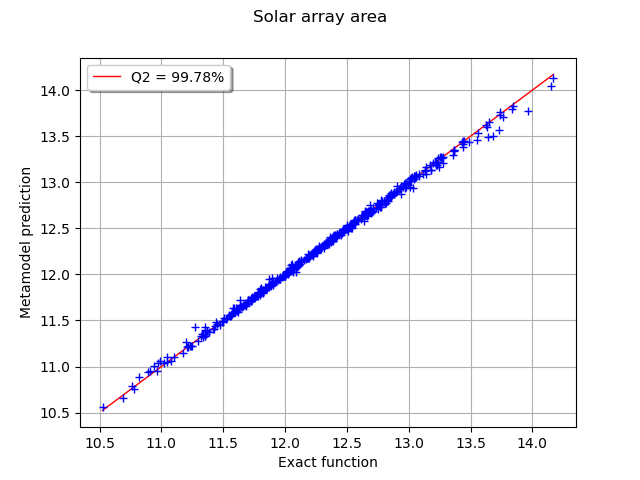 Solar array area
Q2 = 99.78%
14.0
13.5
13.0
12.5
12.0
11.5
11.0
10.5
Metamodel prediction
10.5 11.0 11.5 12.0 12.5 13.0 13.5 14.0
Exact function